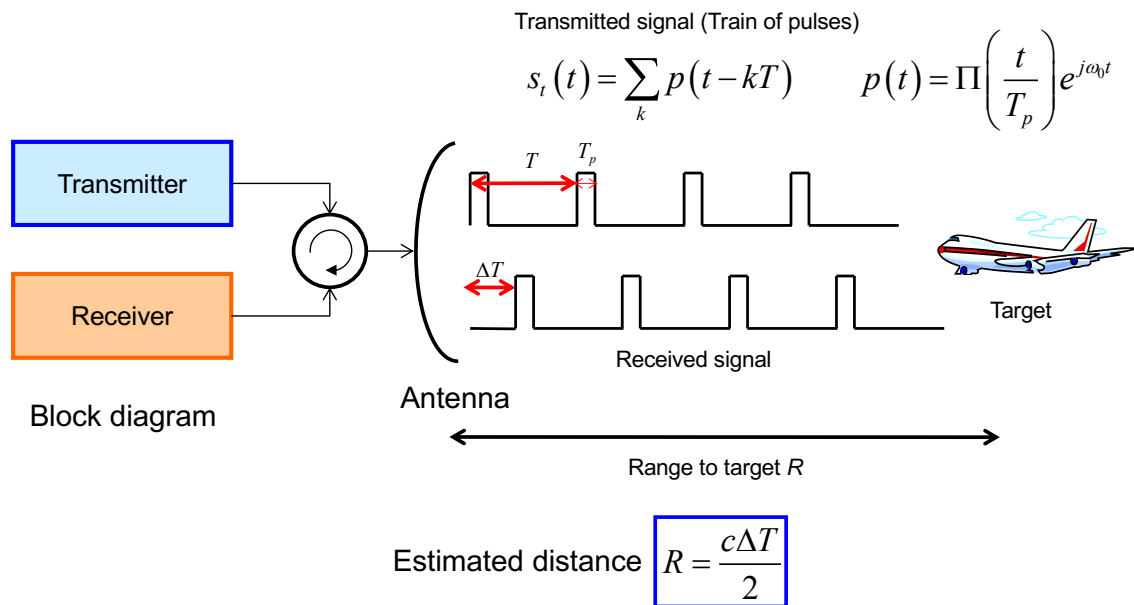 Transmitted signal (Train of pulses)
s_t(t) = ∑_k p(t − kT)    p(t) = Π(t/T_p) e^{jω_0 t}
Transmitter
T
T_p
ΔT
Receiver
Target
Received signal
Antenna
Block diagram
Range to target R
Estimated distance R = cΔT/2